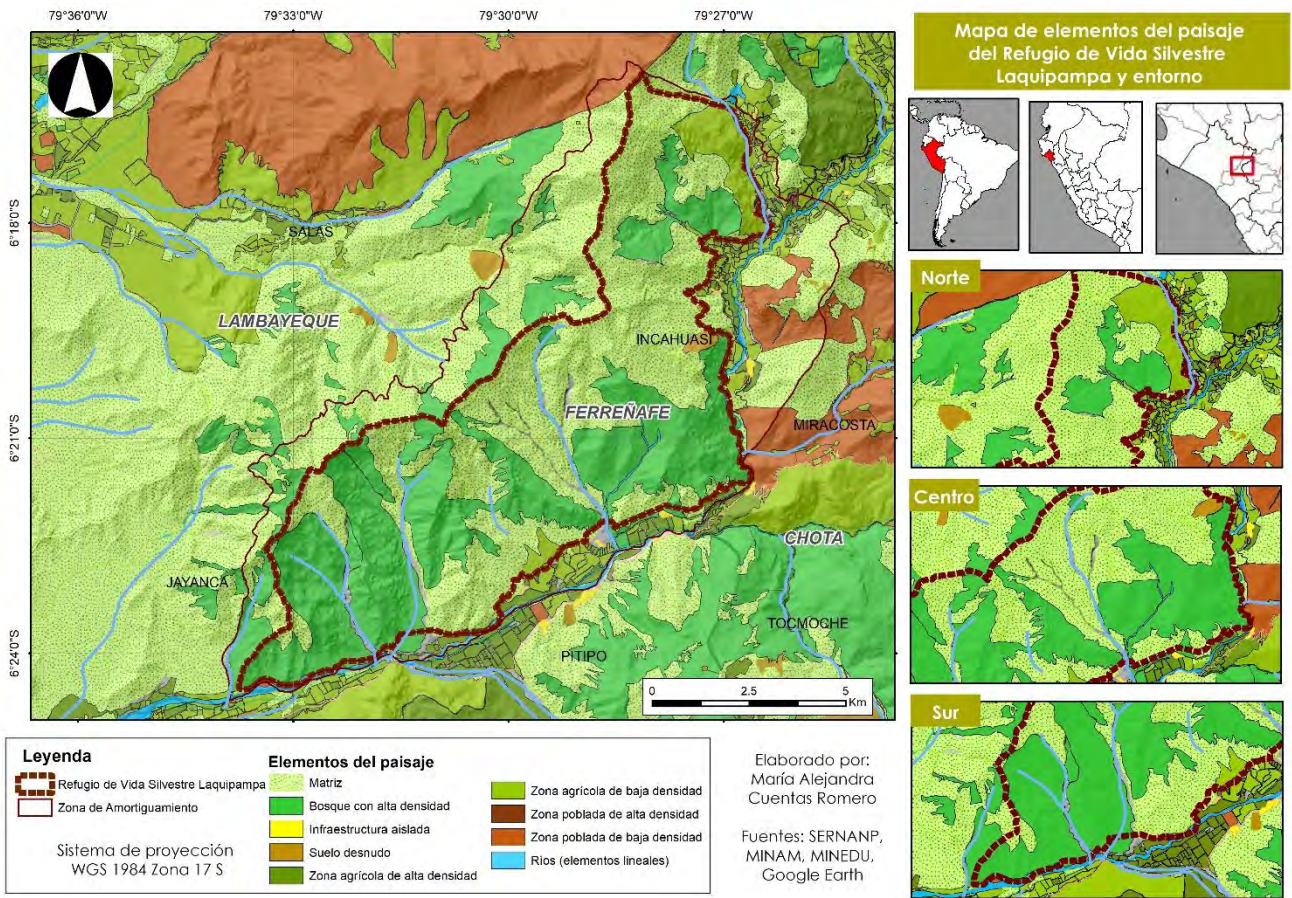 79°36'0"W
79°33'0"W
79°30'0"W
79°27'0"W
6°18'0"S
6°21'0"S
6°24'0"S
SALAS
LAMBAYEQUE
INCAHUASI
FERREÑAFE
MIRACOSTA
CHOTA
JAYANCA
TOCMOCHE
PITIPO
0 2.5 5
Km
Mapa de elementos del paisaje
del Refugio de Vida Silvestre
Laquipampa y entorno
Norte
Centro
Sur
Leyenda
Refugio de Vida Silvestre Laquipampa
Zona de Amortiguamiento
Sistema de proyección
WGS 1984 Zona 17 S
Elementos del paisaje
Matriz
Bosque con alta densidad
Infraestructura aislada
Suelo desnudo
Zona agrícola de alta densidad
Zona agrícola de baja densidad
Zona poblada de alta densidad
Zona poblada de baja densidad
Ríos (elementos lineales)
Elaborado por:
María Alejandra
Cuentas Romero
Fuentes: SERNANP,
MINAM, MINEDU,
Google Earth